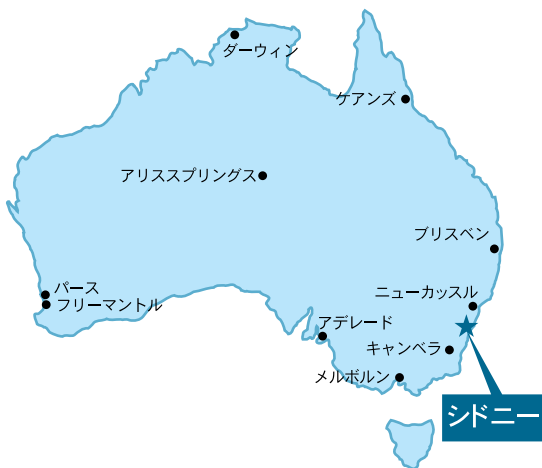 ダーウィン
ケアンズ
アリススプリングス
ブリスベン
パース
ニューカッスル
フリーマントル
アデレード
キャンベラ
メルボルン
シドニー